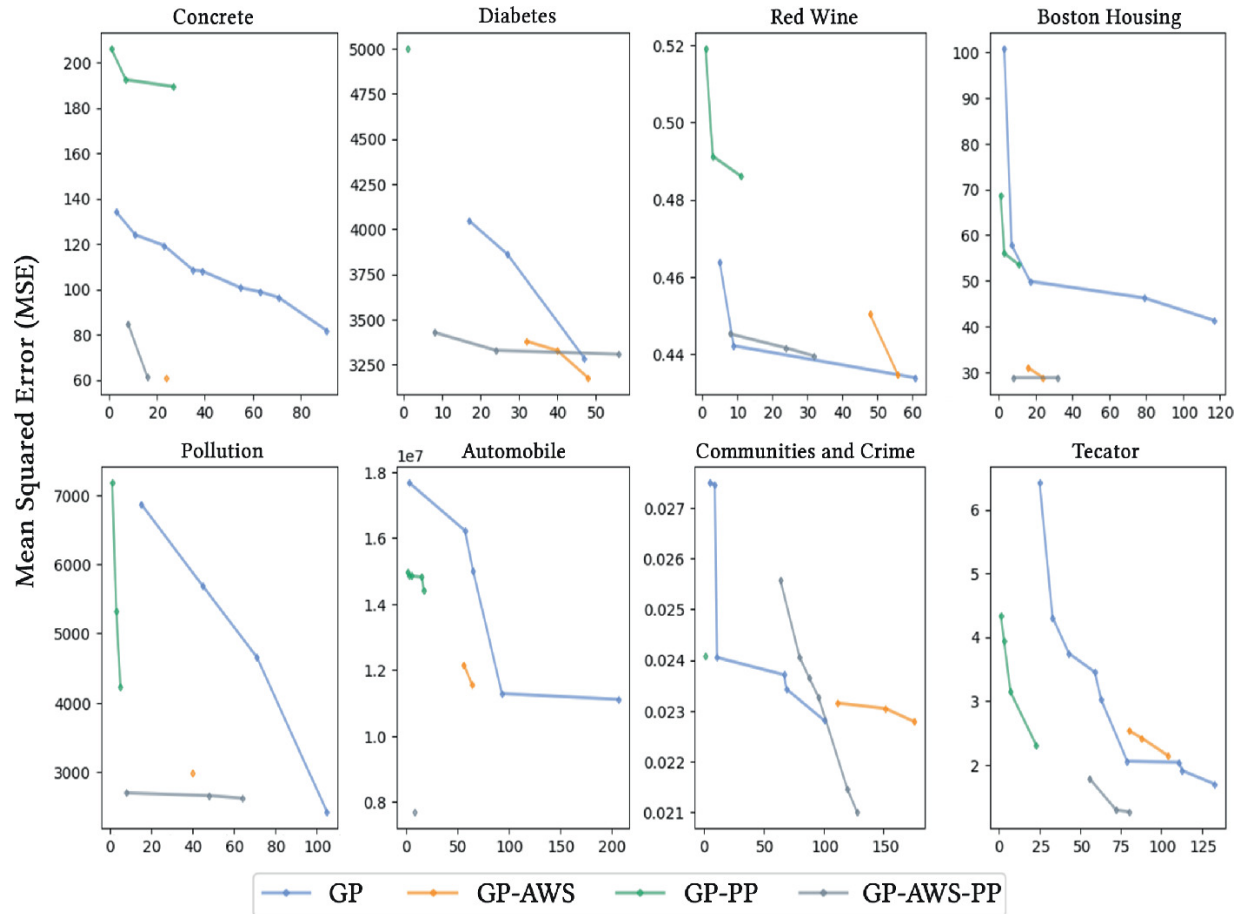 Concrete
Diabetes
Red Wine
Boston Housing
Mean Squared Error (MSE)
200
180
160
140
120
100
80
60
0 20 40 60 80
5000
4750
4500
4250
4000
3750
3500
3250
0 10 20 30 40 50
0.52
0.50
0.48
0.46
0.44
0 10 20 30 40 50 60
100
90
80
70
60
50
40
30
0 20 40 60 80 100 120
Pollution
Automobile
Communities and Crime
Tecator
7000
6000
5000
4000
3000
0 20 40 60 80 100
1e7
1.8
1.6
1.4
1.2
1.0
0.8
0 50 100 150 200
0.027
0.026
0.025
0.024
0.023
0.022
0.021
0 50 100 150
6
5
4
3
2
0 25 50 75 100 125
GP GP-AWS GP-PP GP-AWS-PP